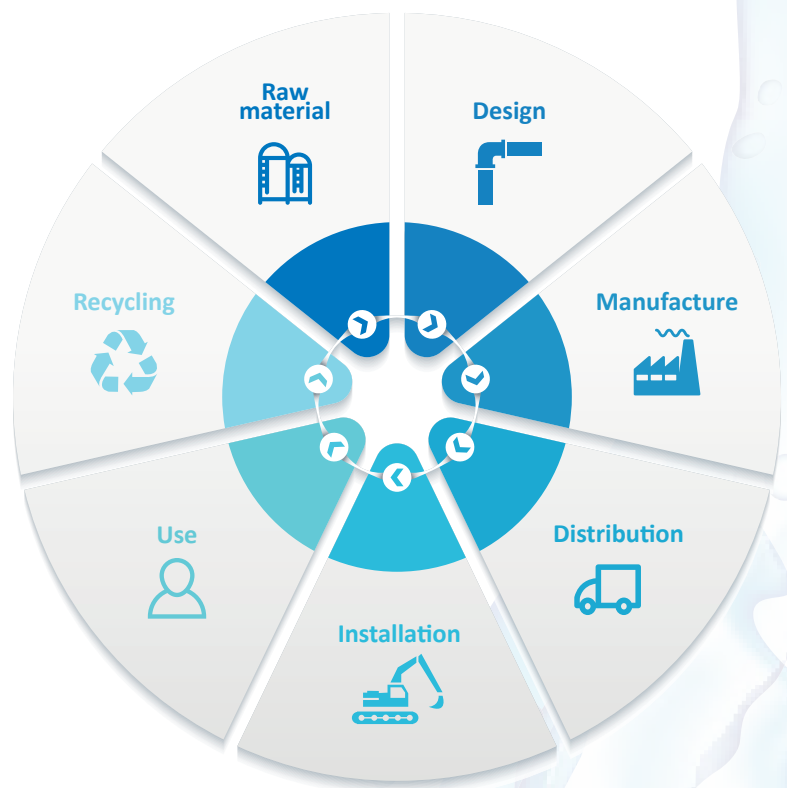 Raw
material
Design
Manufacture
Distribution
Installation
Use
Recycling